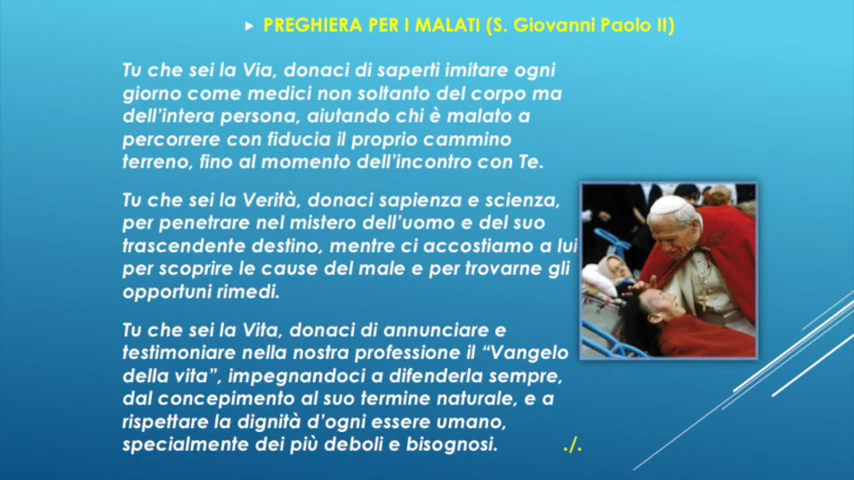 PREGHIERA PER I MALATI (S. Giovanni Paolo II)
Tu che sei la Via, donaci di saperti imitare ogni
giorno come medici non soltanto del corpo ma
dell'intera persona, aiutando chi è malato a
percorrere con fiducia il proprio cammino
terreno, fino al momento dell'incontro con Te.
Tu che sei la Verità, donaci sapienza e scienza,
per penetrare nel mistero dell'uomo e del suo
trascendente destino, mentre ci accostiamo a lui
per scoprire le cause del male e per trovarne gli
opportuni rimedi.
Tu che sei la Vita, donaci di annunciare e
testimoniare nella nostra professione il “Vangelo
della vita”, impegnandoci a difenderla sempre,
dal concepimento al suo termine naturale, e a
rispettare la dignità d'ogni essere umano,
specialmente dei più deboli e bisognosi. ./.